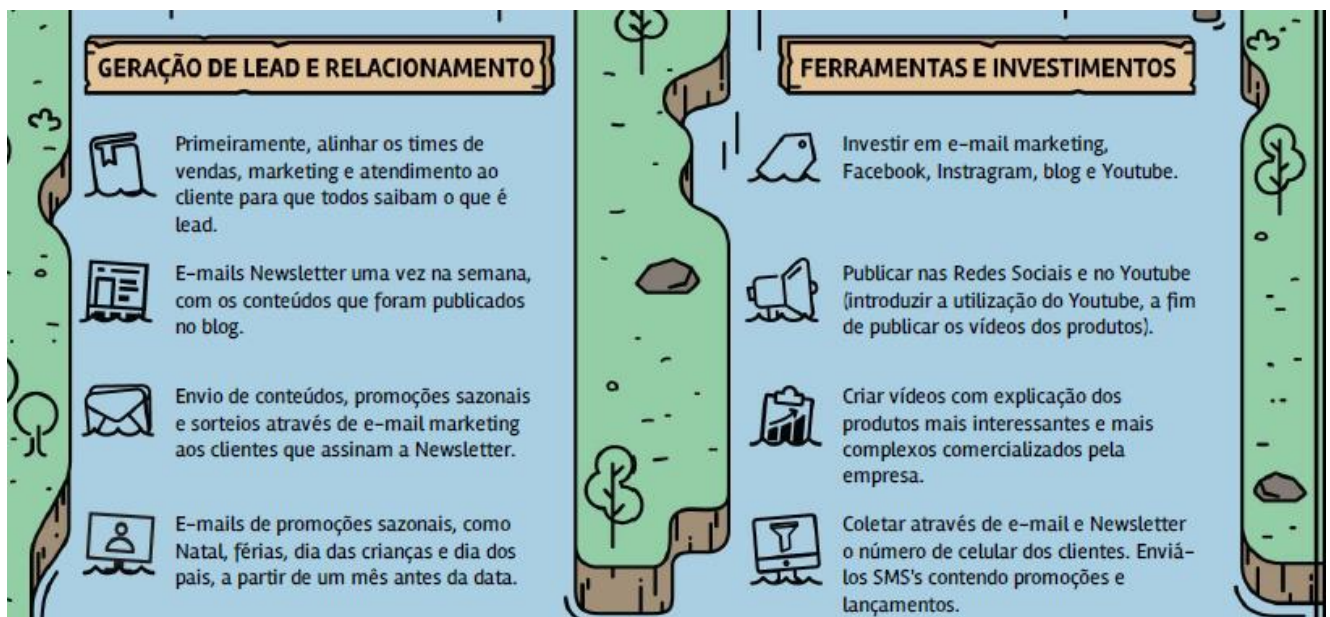 GERAÇÃO DE LEAD E RELACIONAMENTO
Primeiramente, alinhar os times de
vendas, marketing e atendimento ao
cliente para que todos saibam o que é
lead.
E-mails Newsletter uma vez na semana,
com os conteúdos que foram publicados
no blog.
Envio de conteúdos, promoções sazonais
e sorteios através de e-mail marketing
aos clientes que assinam a Newsletter.
E-mails de promoções sazonais, como
Natal, férias, dia das crianças e dia dos
pais, a partir de um mês antes da data.
FERRAMENTAS E INVESTIMENTOS
Investir em e-mail marketing,
Facebook, Instragram, blog e Youtube.
Publicar nas Redes Sociais e no Youtube
(introduzir a utilização do Youtube, a fim
de publicar os vídeos dos produtos).
Criar vídeos com explicação dos
produtos mais interessantes e mais
complexos comercializados pela
empresa.
Coletar através de e-mail e Newsletter
o número de celular dos clientes. Enviá-
los SMS's contendo promoções e
lançamentos.